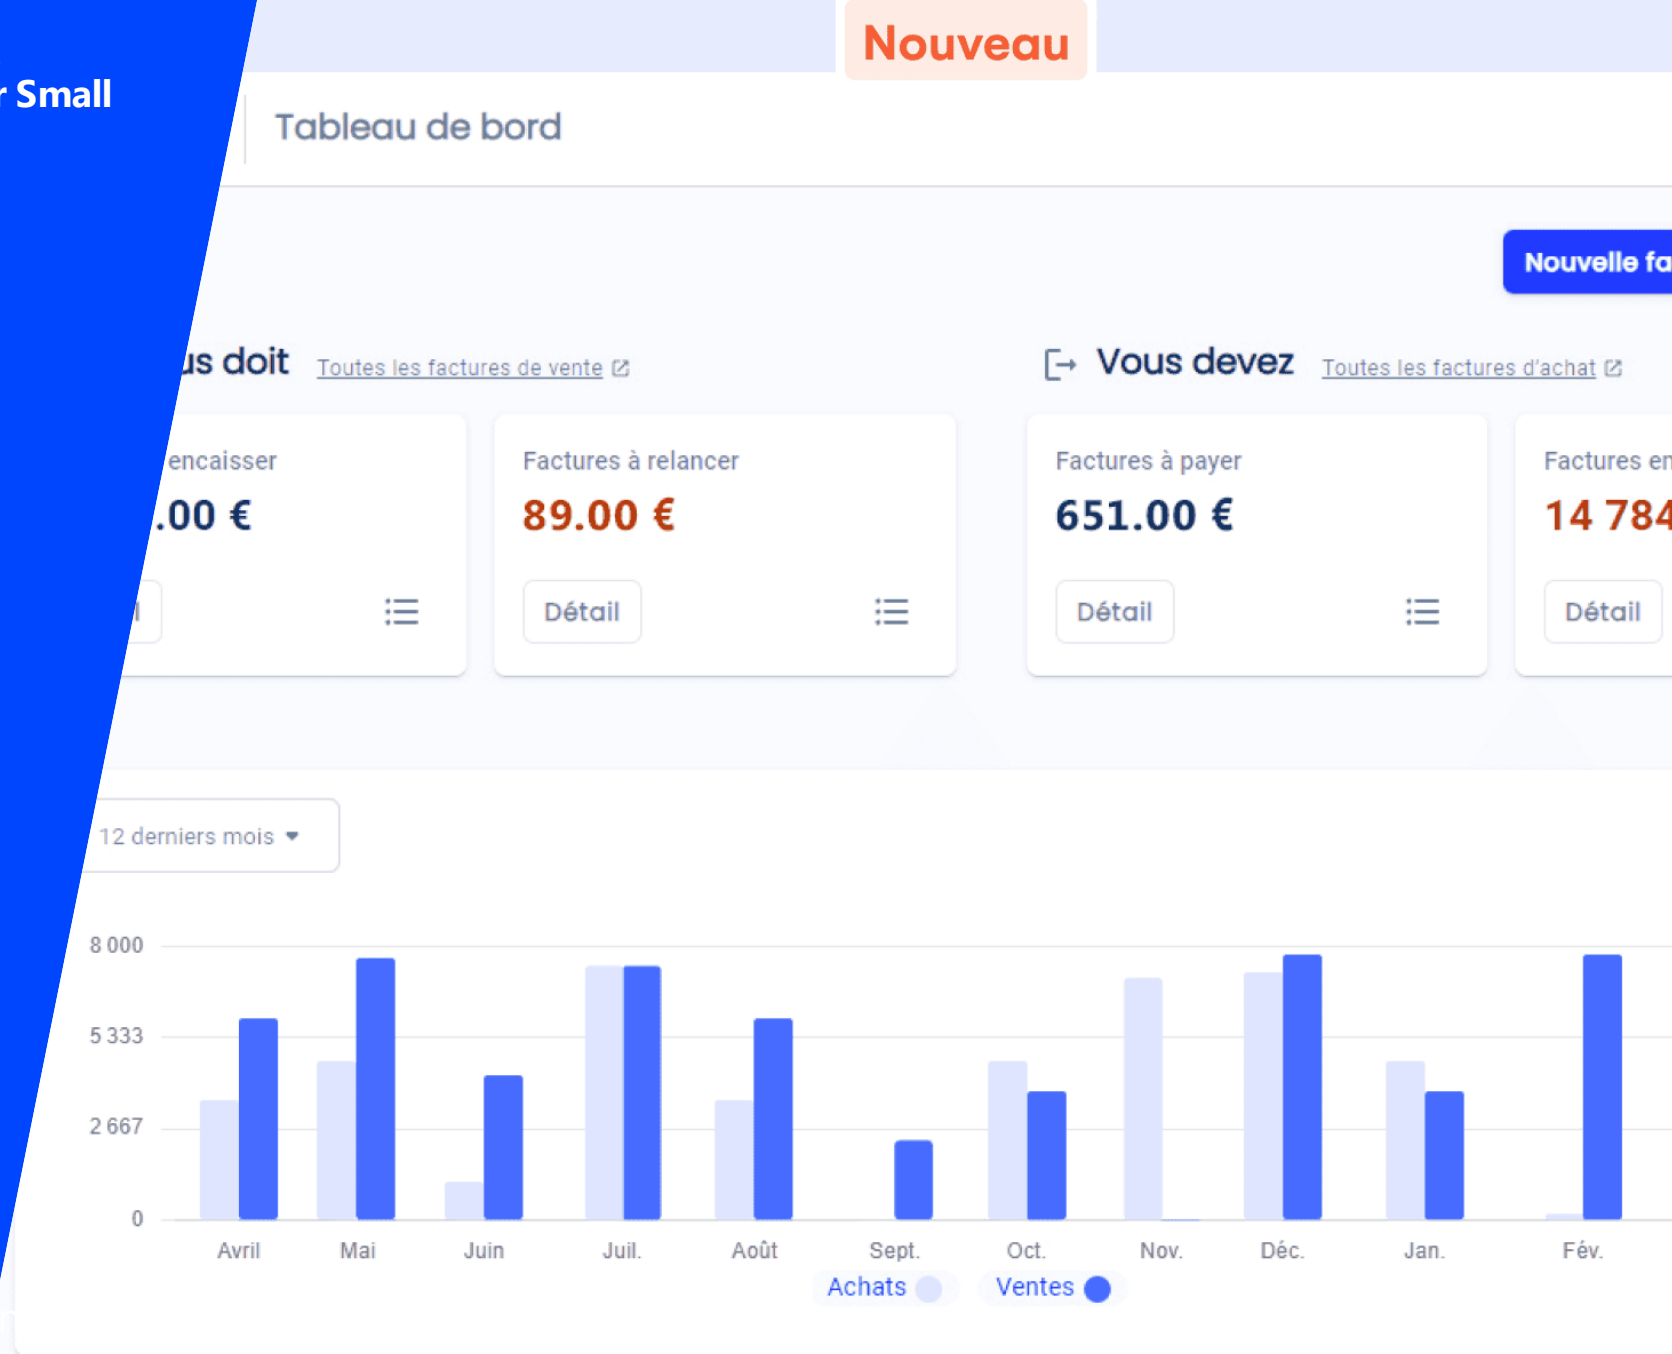 Nouveau
r Small
Tableau de bord
Nouvelle fa
us doit Toutes les factures de vente
Vous devez Toutes les factures d'achat
encaisser
.00 €
Factures à relancer
89.00 €
Détail
Factures à payer
651.00 €
Détail
Factures en
14 784
Détail
12 derniers mois
8 000
5 333
2 667
0
Avril Mai Juin Juil. Août Sept. Oct. Nov. Déc. Jan. Fév.
Achats Ventes